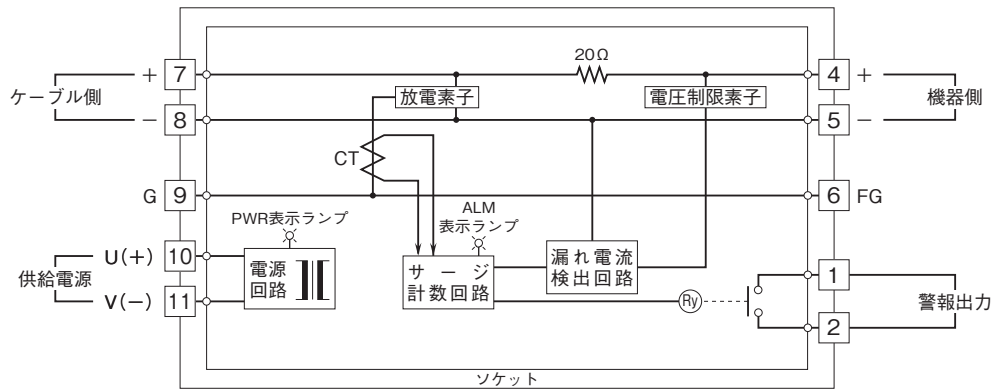 20Ω
+ 7
4 +
放電素子
電圧制限素子
ケーブル側
機器側
− 8
5 −
CT
G 9
6 FG
PWR表示ランプ
ALM
表示ランプ
U(+) 10
供給電源
V(−) 11
電源
回路
サージ
計数回路
漏れ電流
検出回路
Ry
1
警報出力
2
ソケット